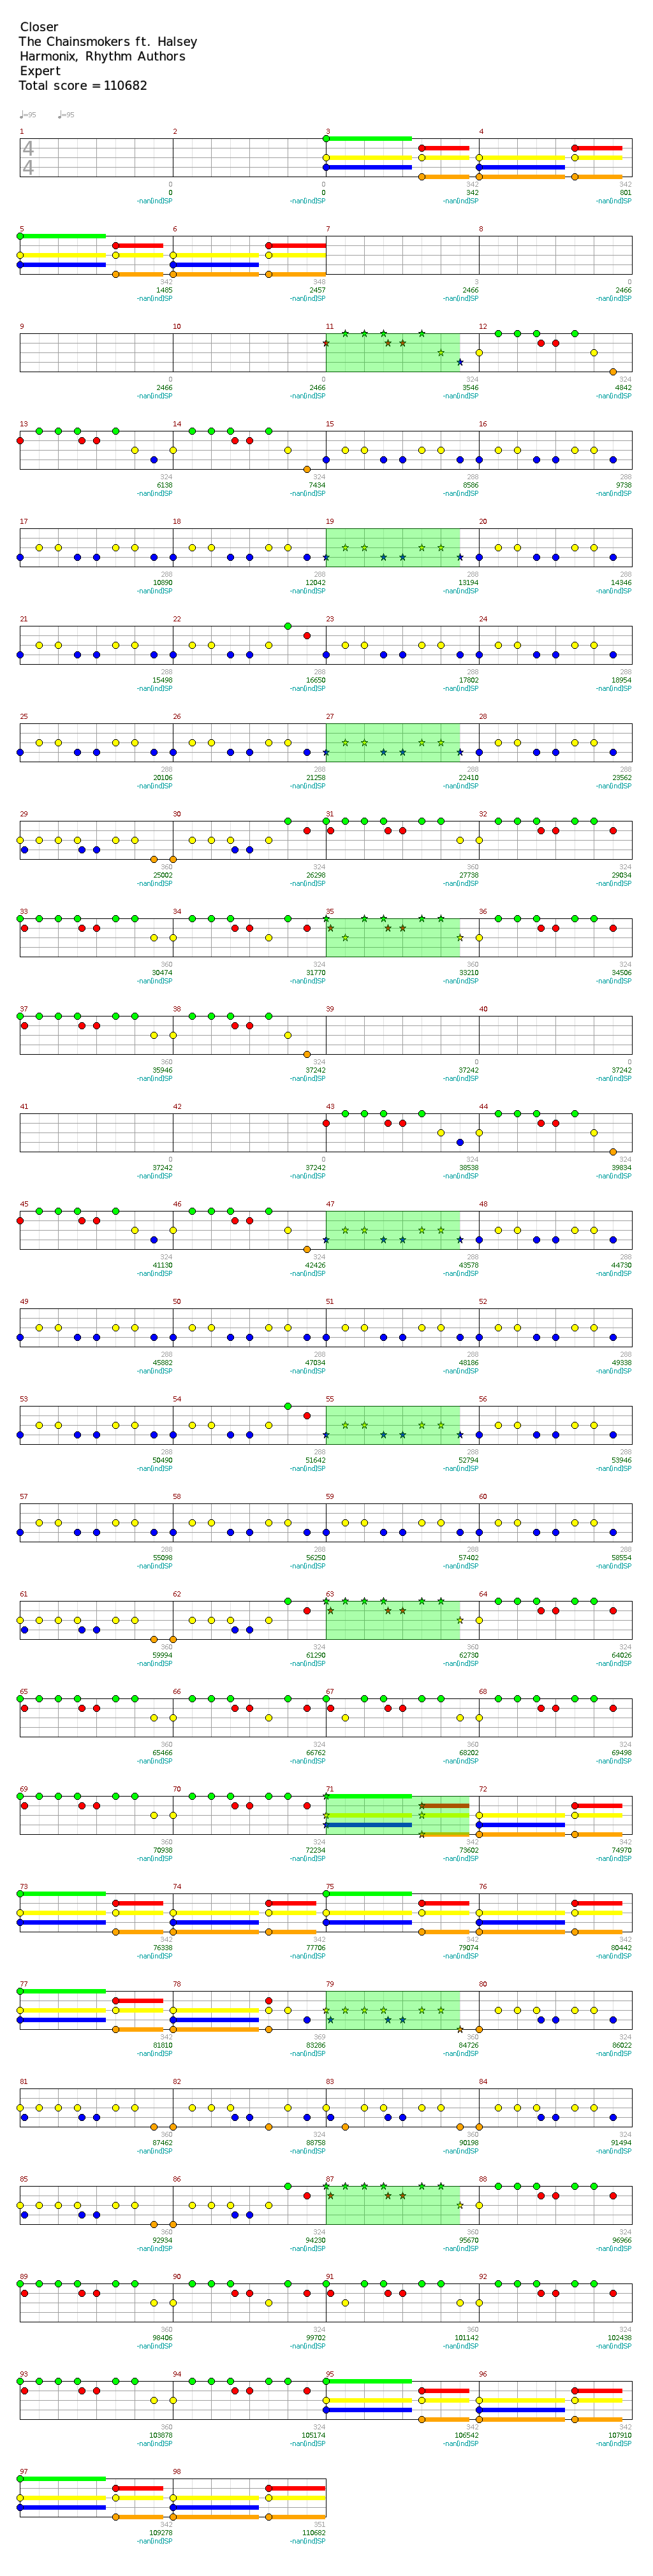 Closer
The Chainsmokers ft. Halsey
Harmonix, Rhythm Authors
Expert
Total score = 110682
♩=95 ♩=95
1 2 3 4
4
4
0 0 342 342
0 0 342 801
-nan(ind)SP -nan(ind)SP -nan(ind)SP -nan(ind)SP
5 6 7 8
342 348 3 0
1485 2457 2466 2466
-nan(ind)SP -nan(ind)SP -nan(ind)SP -nan(ind)SP
9 10 11 12
0 0 324 324
2466 2466 3546 4842
-nan(ind)SP -nan(ind)SP -nan(ind)SP -nan(ind)SP
13 14 15 16
324 324 288 288
6138 7434 8586 9738
-nan(ind)SP -nan(ind)SP -nan(ind)SP -nan(ind)SP
17 18 19 20
288 288 288 288
10890 12042 13194 14346
-nan(ind)SP -nan(ind)SP -nan(ind)SP -nan(ind)SP
21 22 23 24
288 288 288 288
15498 16650 17802 18954
-nan(ind)SP -nan(ind)SP -nan(ind)SP -nan(ind)SP
25 26 27 28
288 288 288 288
20106 21258 22410 23562
-nan(ind)SP -nan(ind)SP -nan(ind)SP -nan(ind)SP
29 30 31 32
360 324 360 324
25002 26298 27738 29034
-nan(ind)SP -nan(ind)SP -nan(ind)SP -nan(ind)SP
33 34 35 36
360 324 360 324
30474 31770 33210 34506
-nan(ind)SP -nan(ind)SP -nan(ind)SP -nan(ind)SP
37 38 39 40
360 324 0 0
35946 37242 37242 37242
-nan(ind)SP -nan(ind)SP -nan(ind)SP -nan(ind)SP
41 42 43 44
0 0 324 324
37242 37242 38538 39834
-nan(ind)SP -nan(ind)SP -nan(ind)SP -nan(ind)SP
45 46 47 48
324 324 288 288
41130 42426 43578 44730
-nan(ind)SP -nan(ind)SP -nan(ind)SP -nan(ind)SP
49 50 51 52
288 288 288 288
45882 47034 48186 49338
-nan(ind)SP -nan(ind)SP -nan(ind)SP -nan(ind)SP
53 54 55 56
288 288 288 288
50490 51642 52794 53946
-nan(ind)SP -nan(ind)SP -nan(ind)SP -nan(ind)SP
57 58 59 60
288 288 288 288
55098 56250 57402 58554
-nan(ind)SP -nan(ind)SP -nan(ind)SP -nan(ind)SP
61 62 63 64
360 324 360 324
59994 61290 62730 64026
-nan(ind)SP -nan(ind)SP -nan(ind)SP -nan(ind)SP
65 66 67 68
360 324 360 324
65466 66762 68202 69498
-nan(ind)SP -nan(ind)SP -nan(ind)SP -nan(ind)SP
69 70 71 72
360 324 342 342
70938 72234 73602 74970
-nan(ind)SP -nan(ind)SP -nan(ind)SP -nan(ind)SP
73 74 75 76
342 342 342 342
76338 77706 79074 80442
-nan(ind)SP -nan(ind)SP -nan(ind)SP -nan(ind)SP
77 78 79 80
342 369 360 324
81810 83286 84726 86022
-nan(ind)SP -nan(ind)SP -nan(ind)SP -nan(ind)SP
81 82 83 84
360 324 360 324
87462 88758 90198 91494
-nan(ind)SP -nan(ind)SP -nan(ind)SP -nan(ind)SP
85 86 87 88
360 324 360 324
92934 94230 95670 96966
-nan(ind)SP -nan(ind)SP -nan(ind)SP -nan(ind)SP
89 90 91 92
360 324 360 324
98406 99702 101142 102438
-nan(ind)SP -nan(ind)SP -nan(ind)SP -nan(ind)SP
93 94 95 96
360 324 342 342
103878 105174 106542 107910
-nan(ind)SP -nan(ind)SP -nan(ind)SP -nan(ind)SP
97 98
342 351
109278 110682
-nan(ind)SP -nan(ind)SP